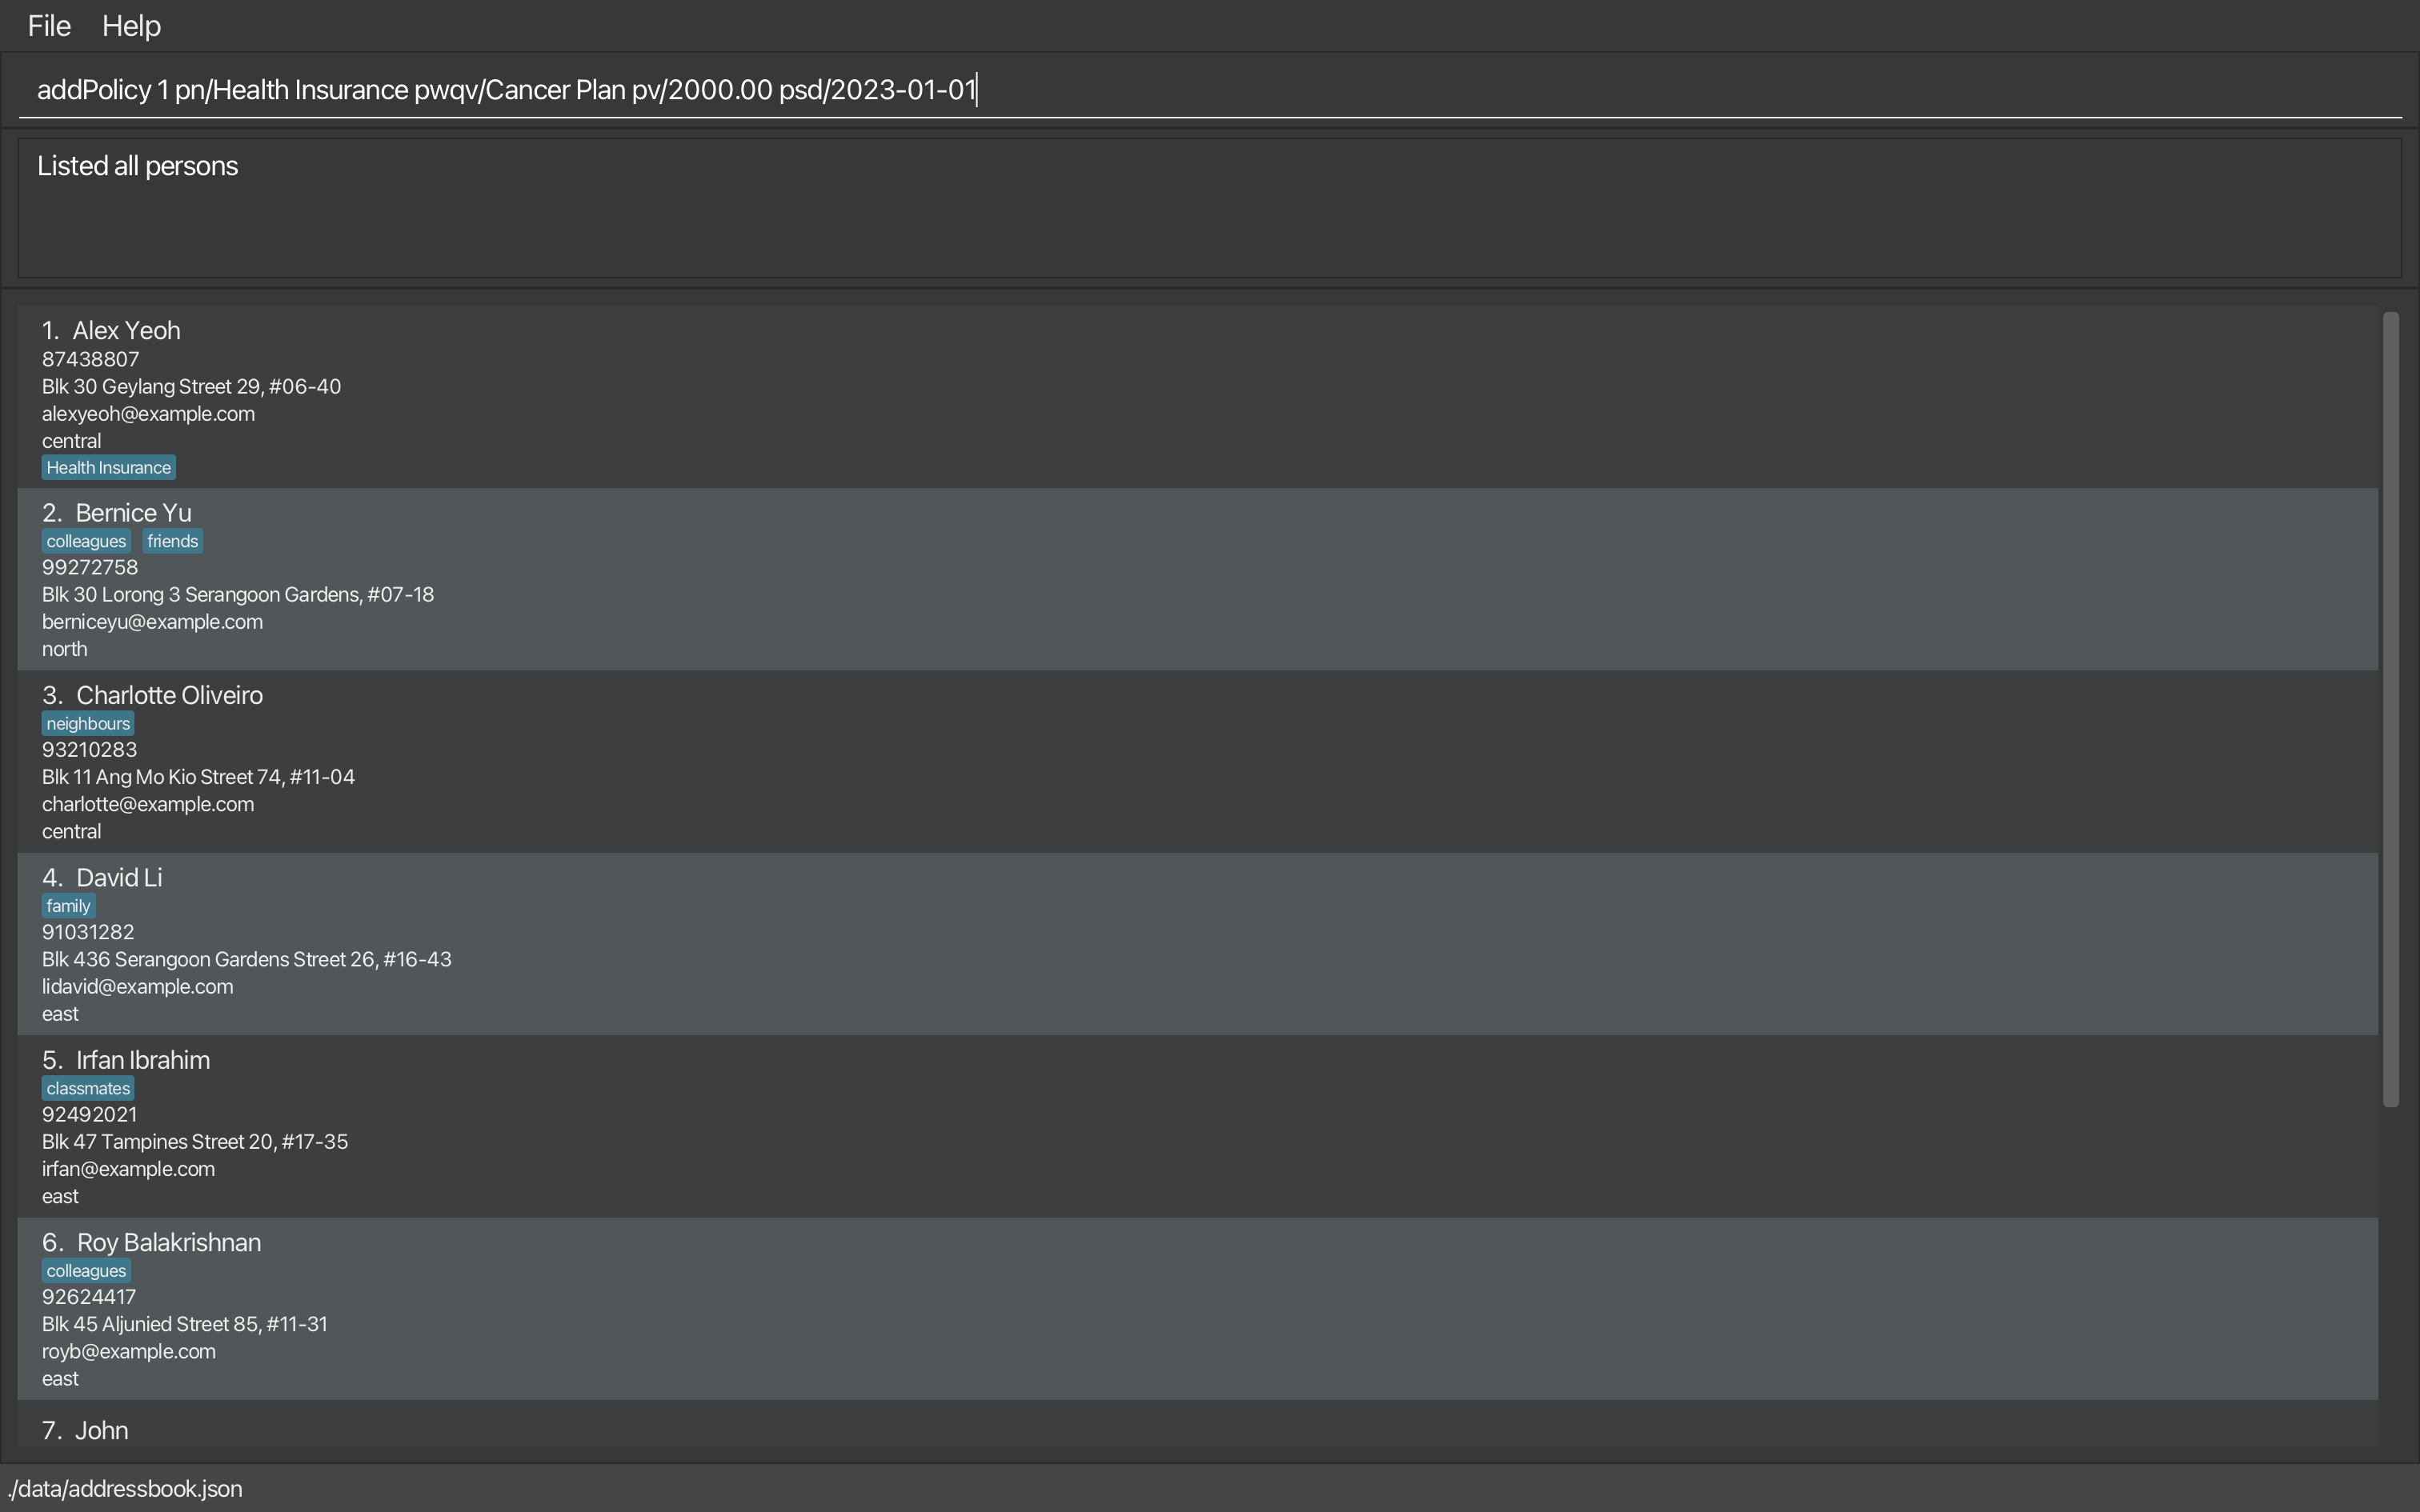 File Help
addPolicy 1 pn/Health Insurance pwqv/Cancer Plan pv/2000.00 psd/2023-01-01
Listed all persons
1. Alex Yeoh
87438807
Blk 30 Geylang Street 29, #06-40
alexyeoh@example.com
central
Health Insurance
2. Bernice Yu
colleagues friends
99272758
Blk 30 Lorong 3 Serangoon Gardens, #07-18
berniceyu@example.com
north
3. Charlotte Oliveiro
neighbours
93210283
Blk 11 Ang Mo Kio Street 74, #11-04
charlotte@example.com
central
4. David Li
family
91031282
Blk 436 Serangoon Gardens Street 26, #16-43
lidavid@example.com
east
5. Irfan Ibrahim
classmates
92492021
Blk 47 Tampines Street 20, #17-35
irfan@example.com
east
6. Roy Balakrishnan
colleagues
92624417
Blk 45 Aljunied Street 85, #11-31
royb@example.com
east
7. John
./data/addressbook.json